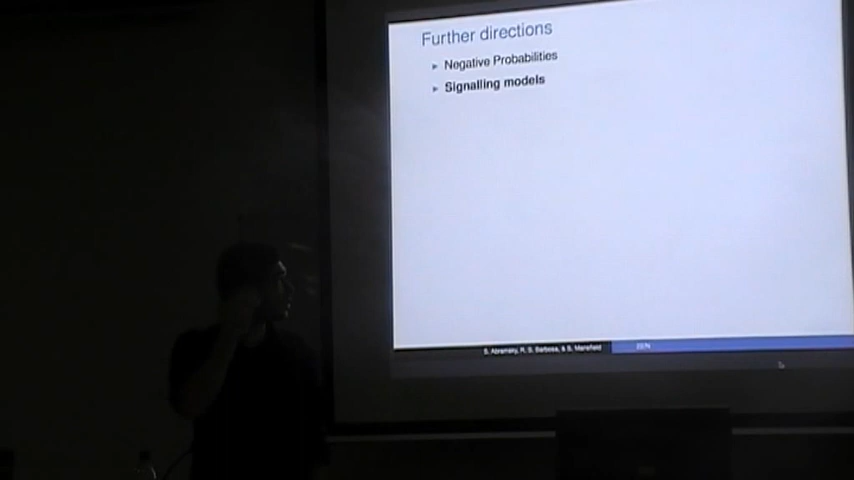 Further directions
▸ Negative Probabilities
▸ Signalling models
S. Abramsky, R. S. Barbosa, & S. Mansfield